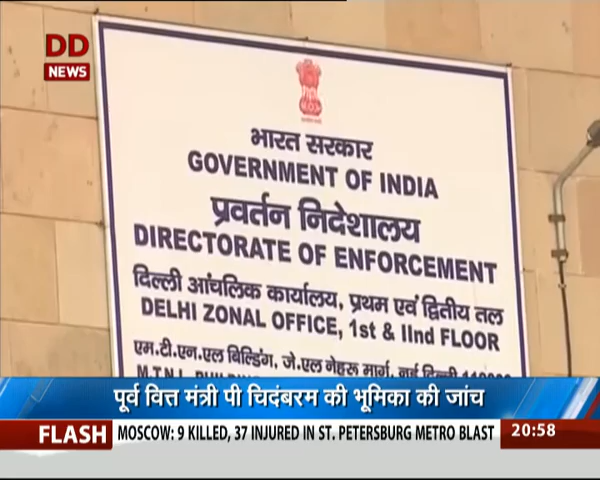 DD
NEWS
भारत सरकार
GOVERNMENT OF INDIA
प्रवर्तन निदेशालय
DIRECTORATE OF ENFORCEMENT
दिल्ली आंचलिक कार्यालय, प्रथम एवं द्वितीय तल
DELHI ZONAL OFFICE, 1st & IInd FLOOR
एम.टी.एन.एल बिल्डिंग, जे.एल नेहरू मार्ग, नई दिल्ली
पूर्व वित्त मंत्री पी चिदंबरम की भूमिका की जांच
FLASH MOSCOW: 9 KILLED, 37 INJURED IN ST. PETERSBURG METRO BLAST 20:58